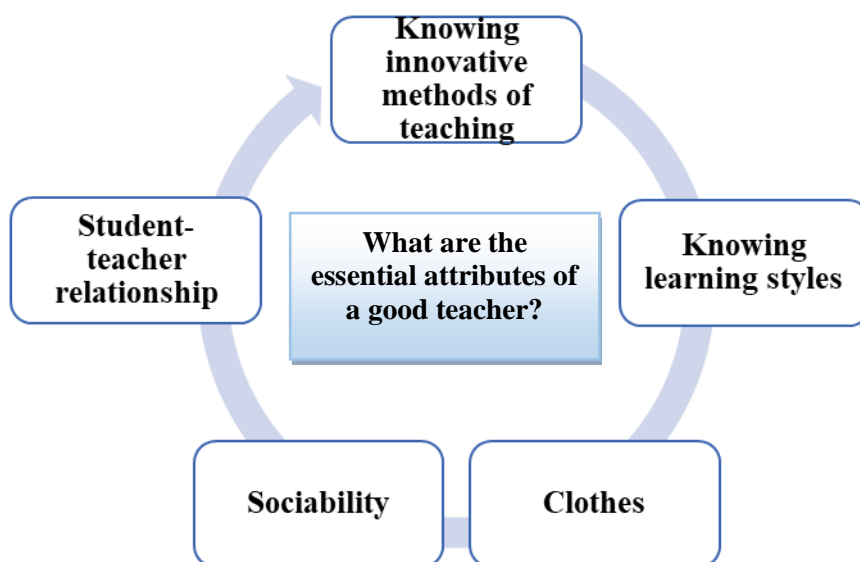 Knowing
innovative
methods of
teaching
Student-
teacher
relationship
What are the
essential attributes of
a good teacher?
Knowing
learning styles
Sociability
Clothes